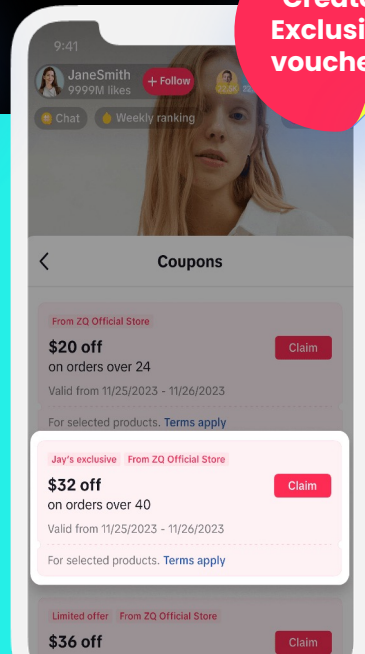 Exclusi
vouche
9:41
JaneSmith
9999M likes
+ Follow
Chat
Weekly ranking
Coupons
From ZQ Official Store
$20 off
on orders over 24
Claim
Valid from 11/25/2023 - 11/26/2023
For selected products. Terms apply
Jay's exclusive From ZQ Official Store
$32 off
on orders over 40
Claim
Valid from 11/25/2023 - 11/26/2023
For selected products. Terms apply
Limited offer From ZQ Official Store
$36 off
Claim